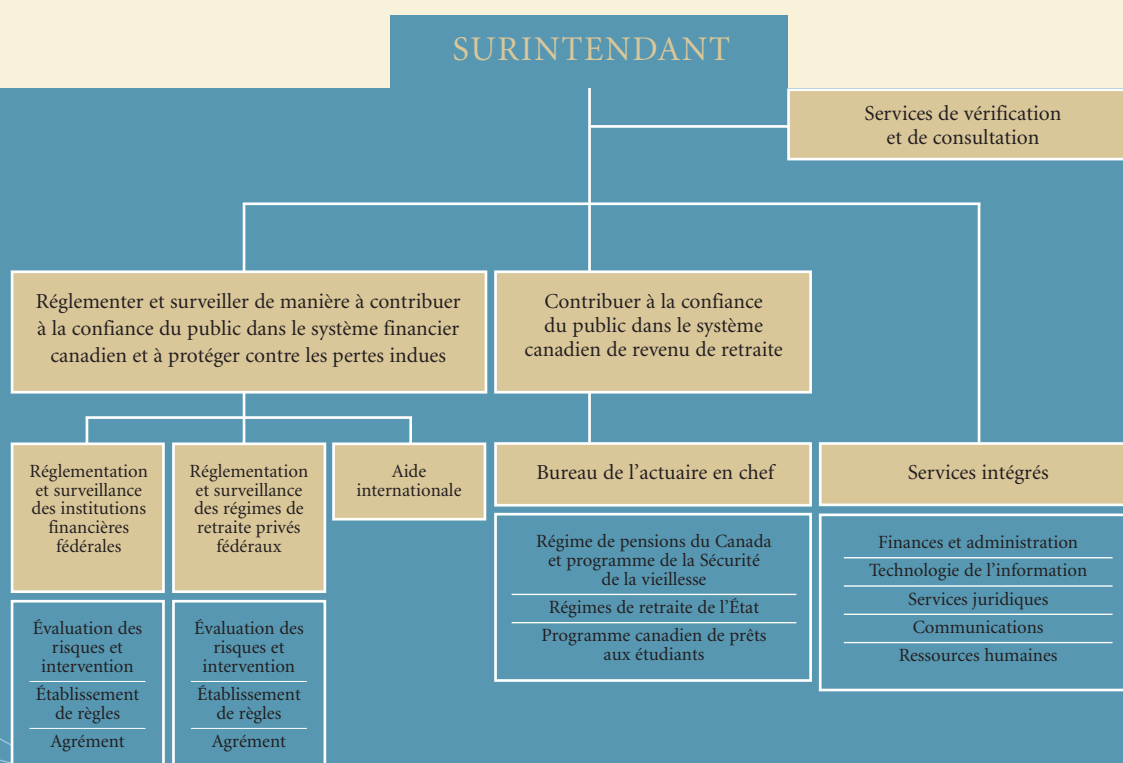 SURINTENDANT
Services de vérification
et de consultation
Réglementer et surveiller de manière à contribuer
à la confiance du public dans le système financier
canadien et à protéger contre les pertes indues
Contribuer à la confiance
du public dans le système
canadien de revenu de retraite
Réglementation
et surveillance
des institutions
financières
fédérales
Réglementation
et surveillance
des régimes de
retraite privés
fédéraux
Aide
internationale
Bureau de l’actuaire en chef
Services intégrés
Évaluation des
risques et
intervention
Établissement
de règles
Agrément
Évaluation des
risques et
intervention
Établissement
de règles
Agrément
Régime de pensions du Canada
et programme de la Sécurité
de la vieillesse
Régimes de retraite de l’État
Programme canadien de prêts
aux étudiants
Finances et administration
Technologie de l’information
Services juridiques
Communications
Ressources humaines